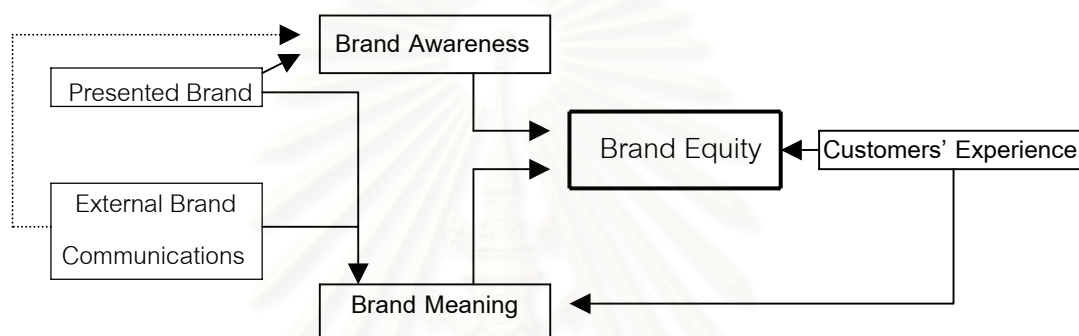 Brand Awareness
Presented Brand
Brand Equity
Customers’ Experience
External Brand
Communications
Brand Meaning